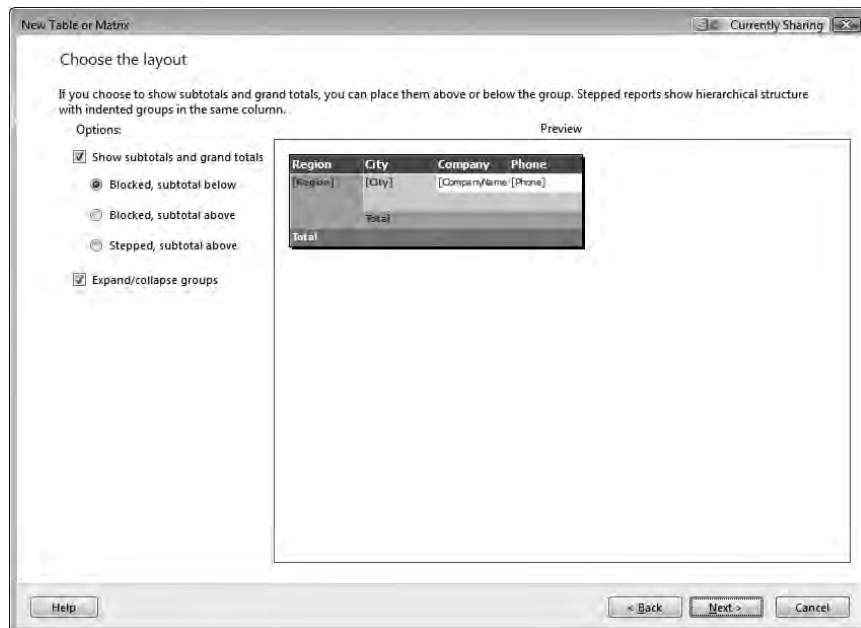 New Table or Matrix
Currently Sharing
Choose the layout
If you choose to show subtotals and grand totals, you can place them above or below the group. Stepped reports show hierarchical structure
with indented groups in the same column.
Options:
Preview
Show subtotals and grand totals
Blocked, subtotal below
Blocked, subtotal above
Stepped, subtotal above
Expand/collapse groups
Region City Company Phone
[Region] [City] [CompanyName [Phone]
Total
Total
Help
< Back
Next >
Cancel